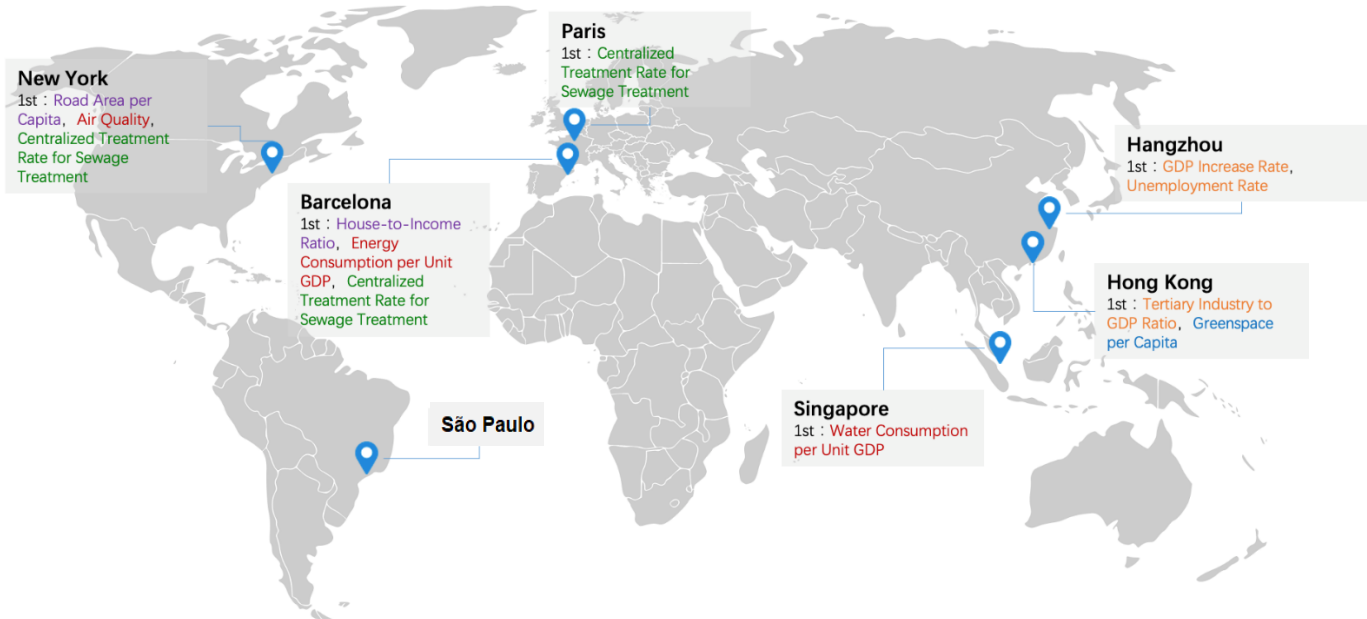 New York
1st：Road Area per
Capita, Air Quality,
Centralized Treatment
Rate for Sewage
Treatment
Paris
1st：Centralized
Treatment Rate for
Sewage Treatment
Barcelona
1st：House-to-Income
Ratio, Energy
Consumption per Unit
GDP, Centralized
Treatment Rate for
Sewage Treatment
Hangzhou
1st：GDP Increase Rate,
Unemployment Rate
Hong Kong
1st：Tertiary Industry to
GDP Ratio, Greenspace
per Capita
Singapore
1st：Water Consumption
per Unit GDP
São Paulo